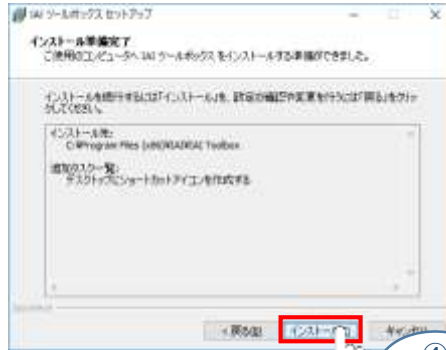 IAI ツールボックス セットアップ
インストール準備完了
ご使用のコンピュータへ IAI ツールボックス をインストールする準備ができました。
インストールを続行するには「インストール」を、設定の確認や変更を行うには「戻る」をクリックしてください。
インストール先:
C:¥Program Files (x86)¥IAI¥IAI Toolbox
追加タスク一覧:
デスクトップにショートカットアイコンを作成する
< 戻る(B)
インストール
キャンセル
④